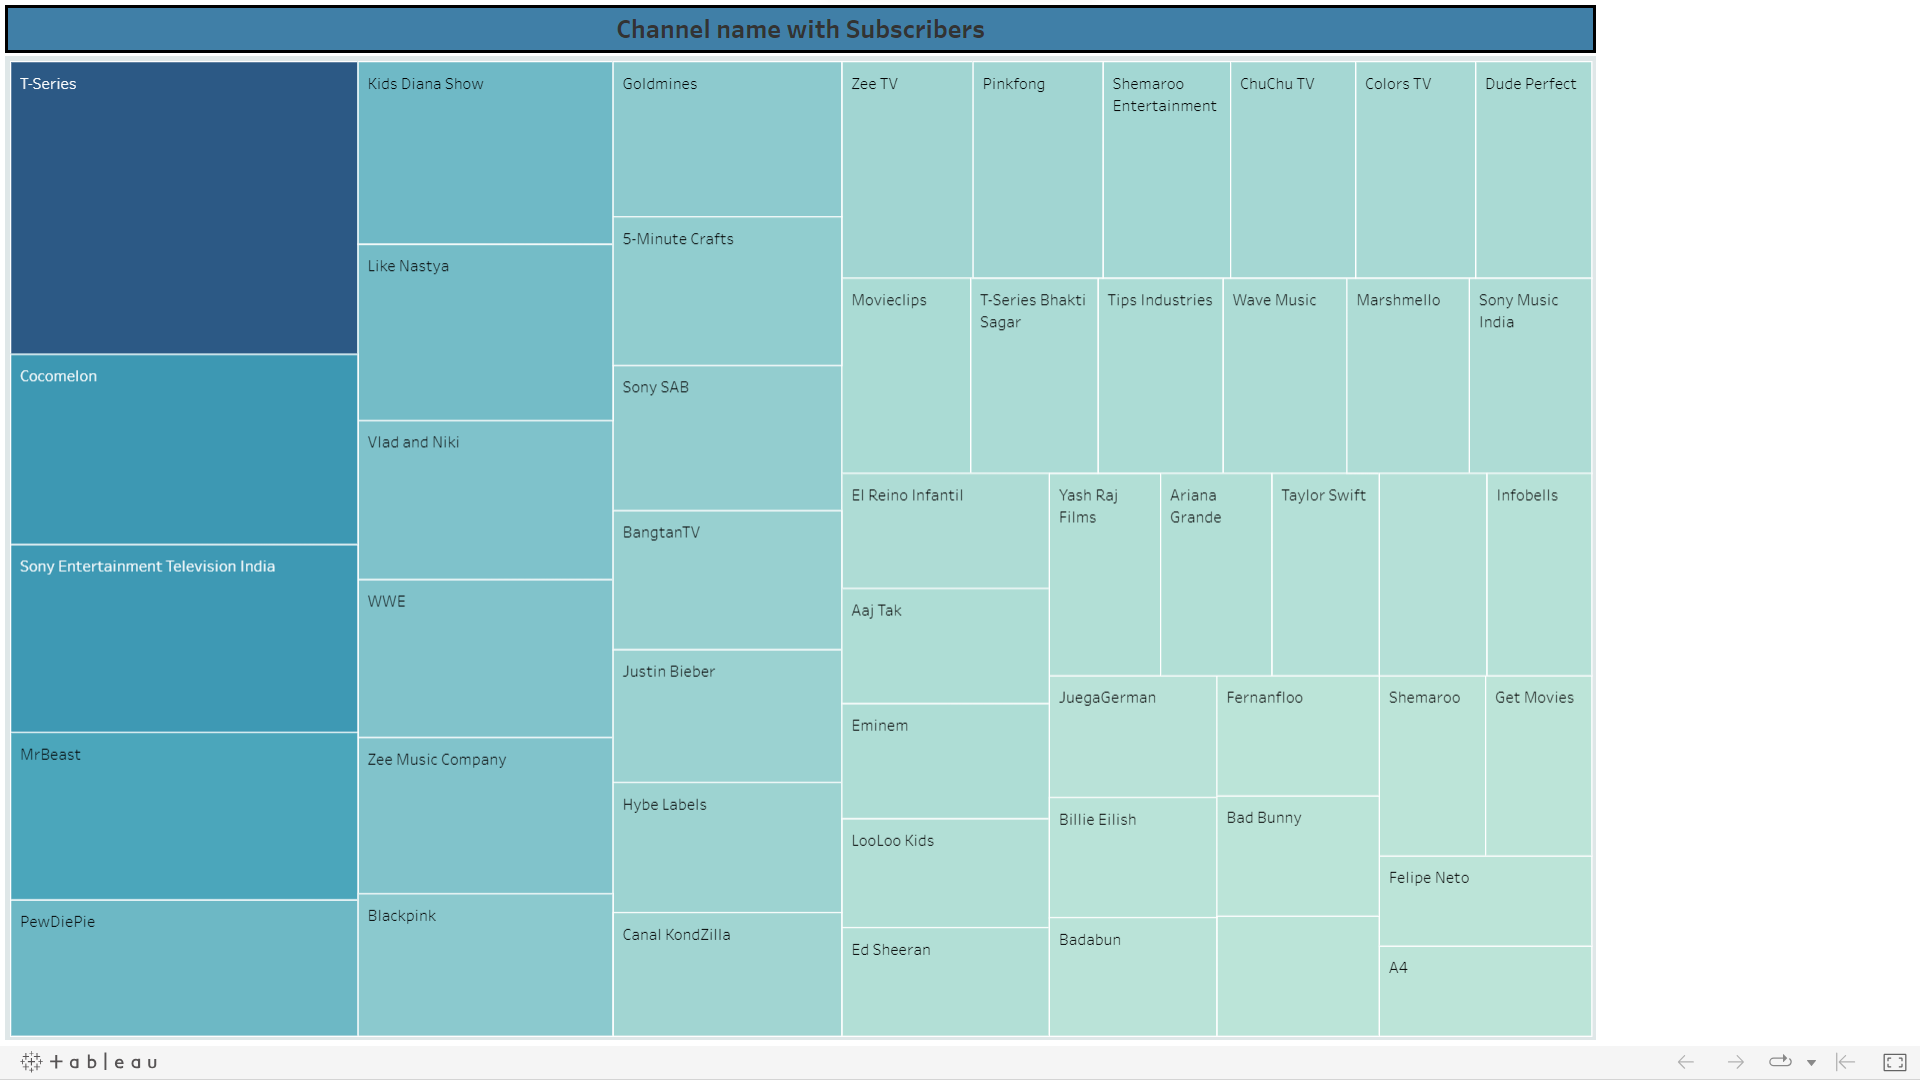 Channel name with Subscribers
T-Series
Cocomelon
Sony Entertainment Television India
MrBeast
PewDiePie
Kids Diana Show
Like Nastya
Vlad and Niki
WWE
Zee Music Company
Blackpink
Goldmines
5-Minute Crafts
Sony SAB
BangtanTV
Justin Bieber
Hybe Labels
Canal KondZilla
Zee TV
Pinkfong
Shemaroo
Entertainment
ChuChu TV
Colors TV
Dude Perfect
Movieclips
T-Series Bhakti
Sagar
Tips Industries
Wave Music
Marshmello
Sony Music
India
El Reino Infantil
Aaj Tak
Eminem
LooLoo Kids
Ed Sheeran
Yash Raj
Films
Ariana
Grande
Taylor Swift
Infobells
JuegaGerman
Billie Eilish
Badabun
Fernanfloo
Bad Bunny
Shemaroo
Get Movies
Felipe Neto
A4
+ableau